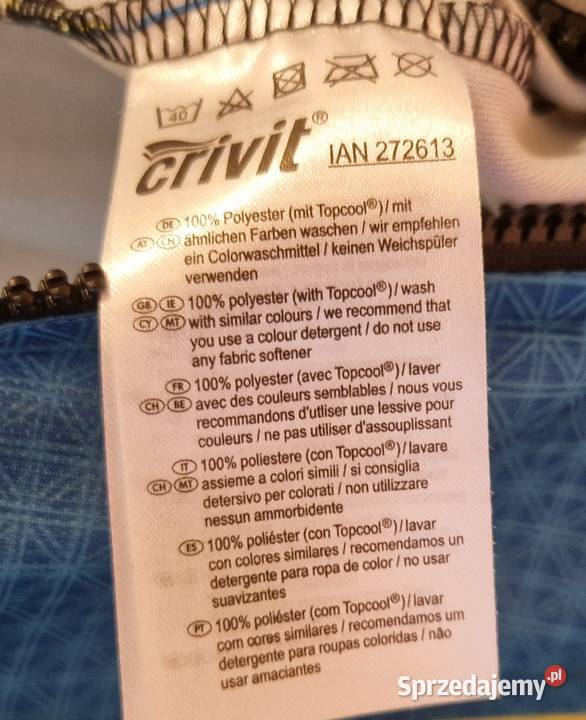 40
crivit®
IAN 272613
DE 100% Polyester (mit Topcool®)/ mit
AT CH ähnlichen Farben waschen / wir empfehlen
ein Colorwaschmittel / keinen Weichspüler
verwenden
GB IE 100% polyester (with Topcool®)/ wash
CY MT with similar colours / we recommend that
you use a colour detergent / do not use
any fabric softener
FR 100% polyester (avec Topcool®)/ laver
CH BE avec des couleurs semblables / nous vous
recommandons d'utliser une lessive pour
couleurs / ne pas utiliser d'assouplissant
IT 100% poliestere (con Topcool®)/ lavare
CH MT assieme a colori simili / si consiglia
detersivo per colorati / non utilizzare
nessun ammorbidente
ES 100% poliéster (con Topcool®)/ lavar
con colores similares / recomendamos un
detergente para ropa de color / no usar
suavizantes
PT 100% poliéster (com Topcool®)/ lavar
com cores similares / recomendamos um
detergente para roupas coloridas / não
usar amaciantes
Sprzedajemy.pl